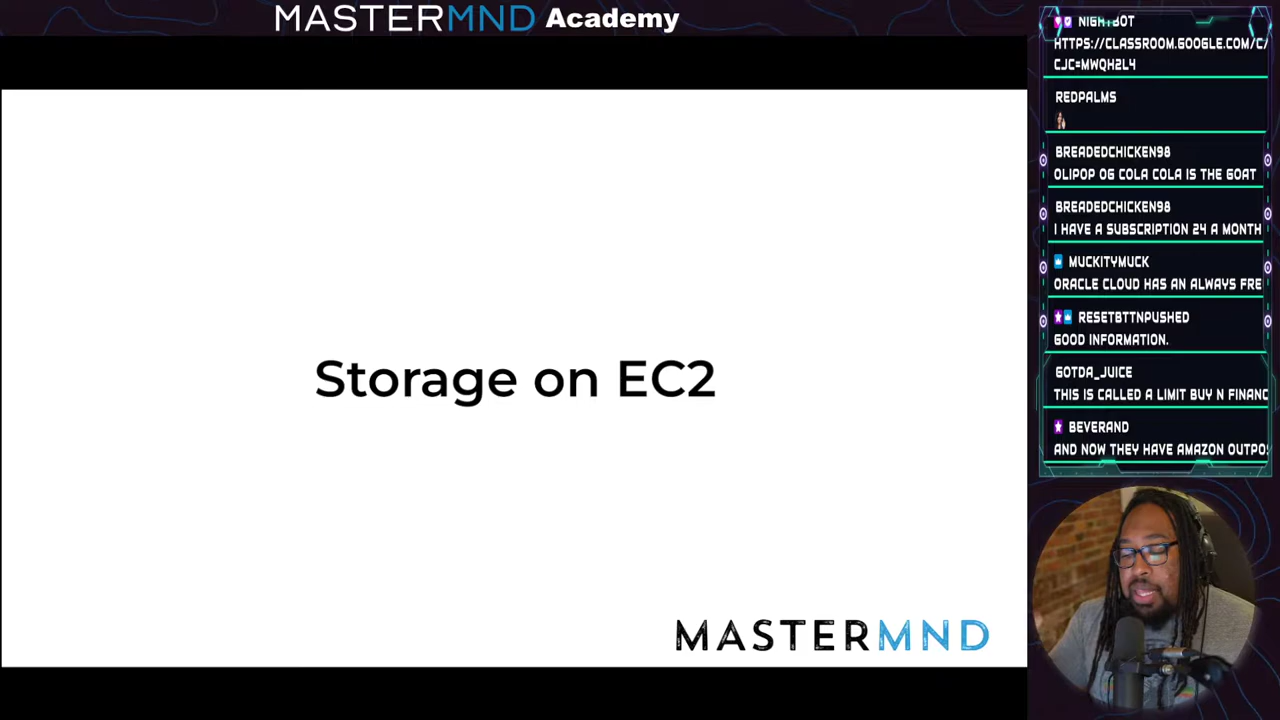 MASTERMND Academy
Storage on EC2
MASTERMND
NIGHTBOT
HTTPS://CLASSROOM.GOOGLE.COM/C/
CJC=MWQH2L4
REDPALMS
BREADEDCHICKEN98
OLIPOP OG COLA COLA IS THE GOAT
BREADEDCHICKEN98
I HAVE A SUBSCRIPTION 24 A MONTH
MUCKITYMUCK
ORACLE CLOUD HAS AN ALWAYS FRE
RESETBTTNPUSHED
GOOD INFORMATION.
GOTDA_JUICE
THIS IS CALLED A LIMIT BUY N FINANC
BEVERAND
AND NOW THEY HAVE AMAZON OUTPOS